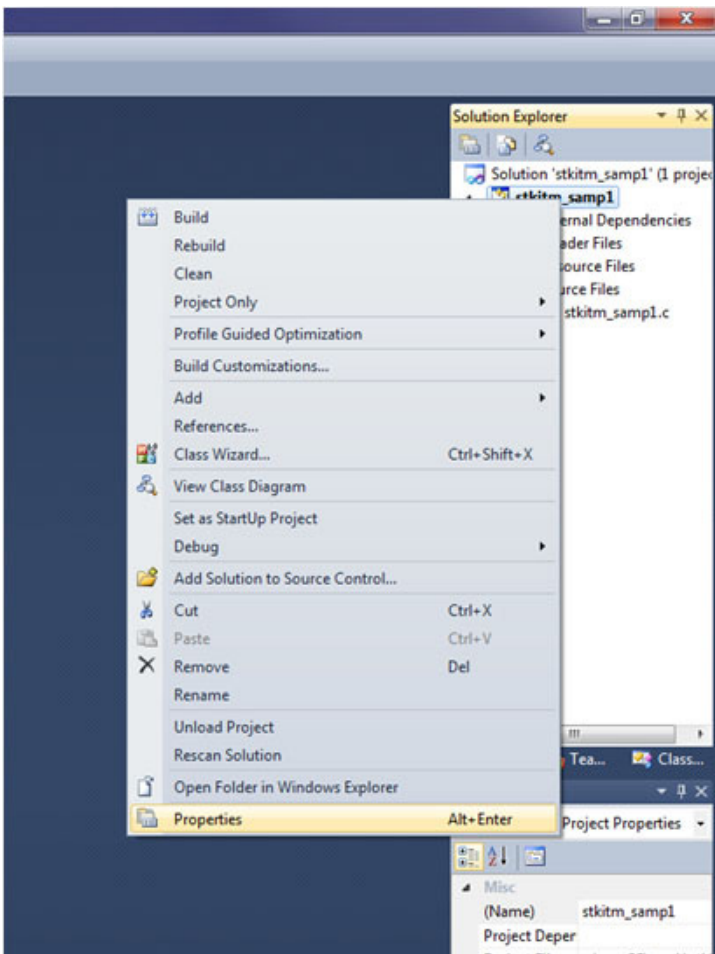 Solution Explorer
Solution 'stkitm_samp1' (1 projec
stkitm_samp1
ernal Dependencies
ader Files
source Files
urce Files
stkitm_samp1.c
Build
Rebuild
Clean
Project Only
Profile Guided Optimization
Build Customizations...
Add
References...
Class Wizard... Ctrl+Shift+X
View Class Diagram
Set as StartUp Project
Debug
Add Solution to Source Control...
Cut Ctrl+X
Paste Ctrl+V
Remove Del
Rename
Unload Project
Rescan Solution
Open Folder in Windows Explorer
Properties Alt+Enter
Tea... Class...
Project Properties
Misc
(Name) stkitm_samp1
Project Deper